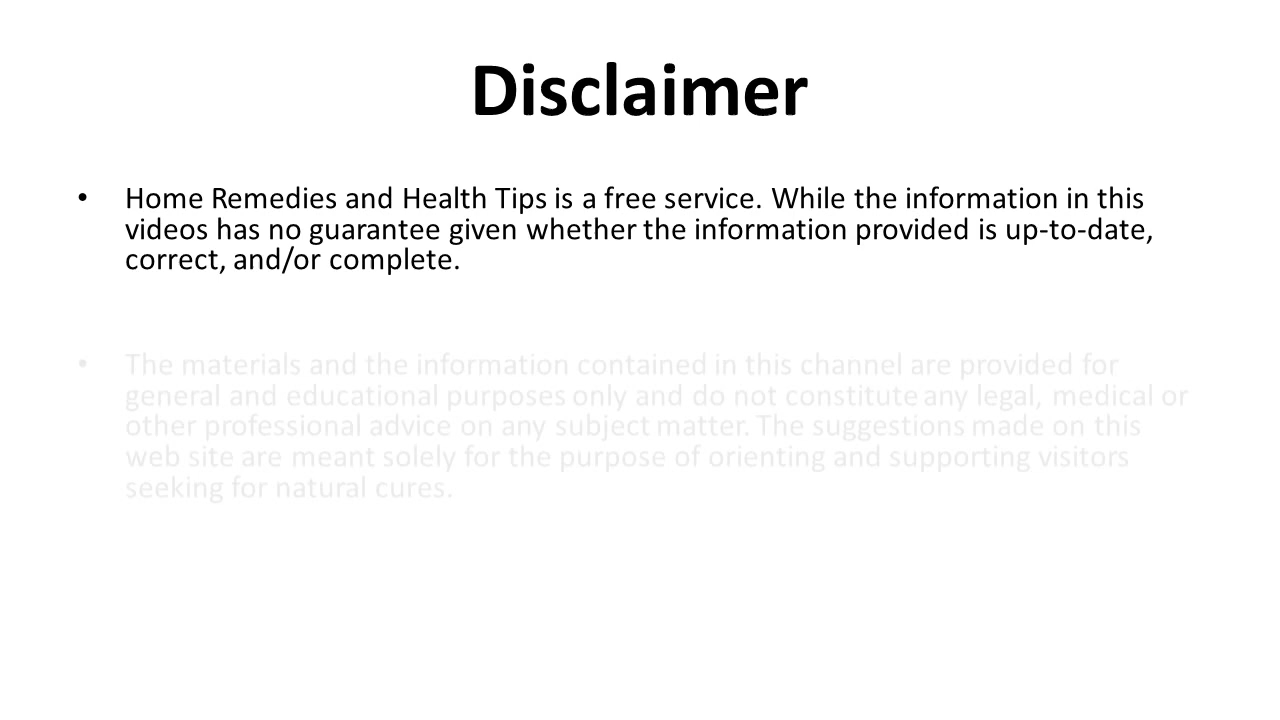 Disclaimer
• Home Remedies and Health Tips is a free service. While the information in this
videos has no guarantee given whether the information provided is up-to-date,
correct, and/or complete.
• The materials and the information contained in this channel are provided for
general and educational purposes only and do not constitute any legal, medical or
other professional advice on any subject matter. The suggestions made on this
web site are meant solely for the purpose of orienting and supporting visitors
seeking for natural cures.